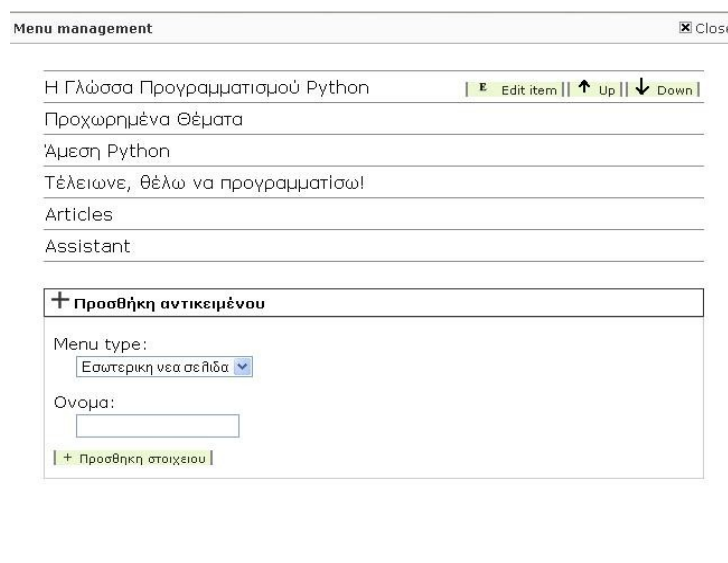 Menu management
Close
Η Γλώσσα Προγραμματισμού Python
E Edit item || ↑ Up || ↓ Down |
Προχωρημένα Θέματα
Άμεση Python
Τέλειωνε, θέλω να προγραμματίσω!
Articles
Assistant
+ Προσθήκη αντικειμένου
Menu type:
Εσωτερικη νεα σελιδα
Ονομα:
+ Προσθηκη στοιχειου